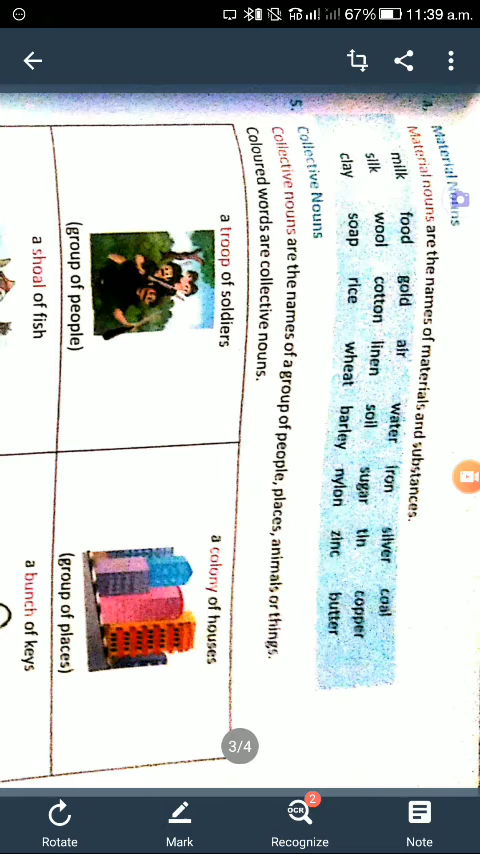 67% 11:39 a.m.
4. Material Nouns
Material nouns are the names of materials and substances.
milk food gold air water iron silver coal
silk wool cotton linen soil sugar tin copper
clay soap rice wheat barley nylon zinc butter
5. Collective Nouns
Collective nouns are the names of a group of people, places, animals or things.
Coloured words are collective nouns.
a troop of soldiers
a colony of houses
(group of people)
(group of places)
a shoal of fish
a bunch of keys
3/4
OCR
2
Rotate
Mark
Recognize
Note